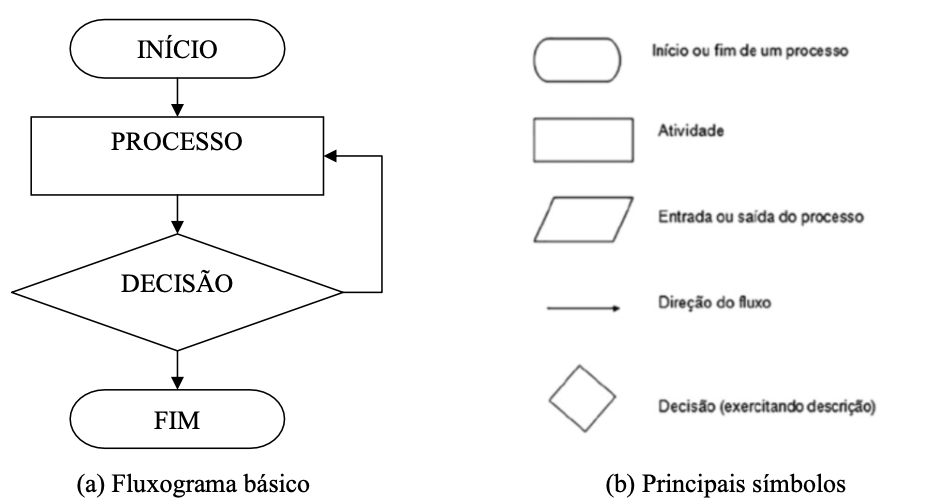 INÍCIO
PROCESSO
DECISÃO
FIM
(a) Fluxograma básico
Início ou fim de um processo
Atividade
Entrada ou saída do processo
Direção do fluxo
Decisão (exercitando descrição)
(b) Principais símbolos